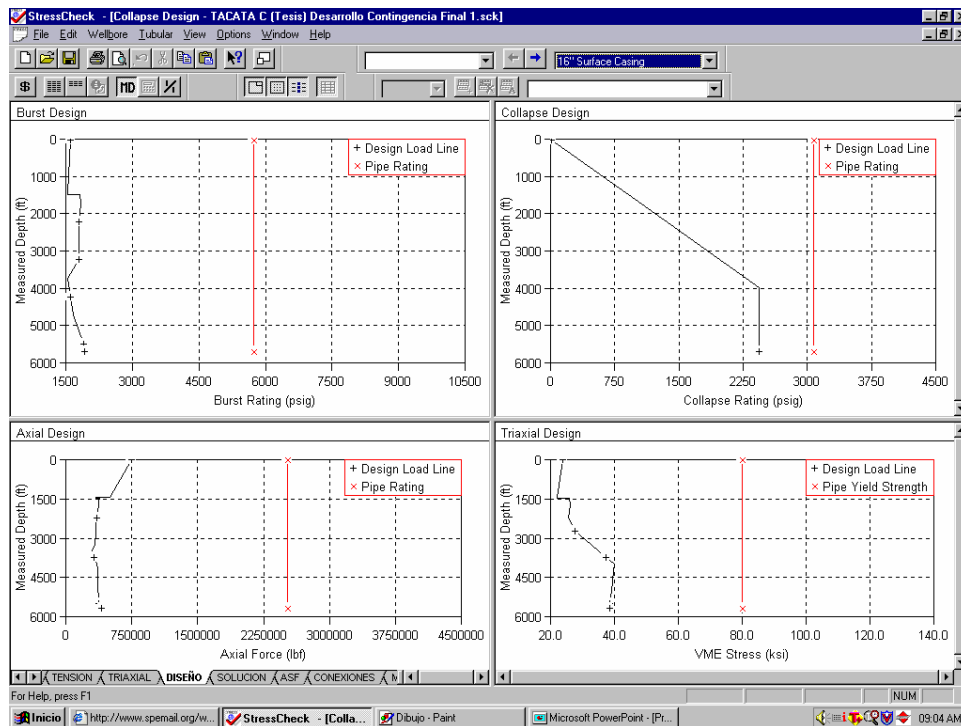 StressCheck - [Collapse Design - TACATA C (Tesis) Desarrollo Contingencia Final 1.sck]
File Edit Wellbore Tubular View Options Window Help
16" Surface Casing
$ MD
Burst Design
Design Load Line
Pipe Rating
Measured Depth (ft)
0
1000
2000
3000
4000
5000
6000
1500 3000 4500 6000 7500 9000 10500
Burst Rating (psig)
Collapse Design
Design Load Line
Pipe Rating
Measured Depth (ft)
0
1000
2000
3000
4000
5000
6000
0 750 1500 2250 3000 3750 4500
Collapse Rating (psig)
Axial Design
Design Load Line
Pipe Rating
Measured Depth (ft)
0
1500
3000
4500
6000
0 750000 1500000 2250000 3000000 3750000 4500000
Axial Force (lbf)
Triaxial Design
Design Load Line
Pipe Yield Strength
Measured Depth (ft)
0
1500
3000
4500
6000
20.0 40.0 60.0 80.0 100.0 120.0 140.0
VME Stress (ksi)
TENSION TRIAXIAL DISEÑO SOLUCION ASF CONEXIONES
For Help, press F1
NUM
Inicio http://www.spemail.org/w... StressCheck - [Colla... Dibujo - Paint Microsoft PowerPoint - [Pr... 09:04 AM